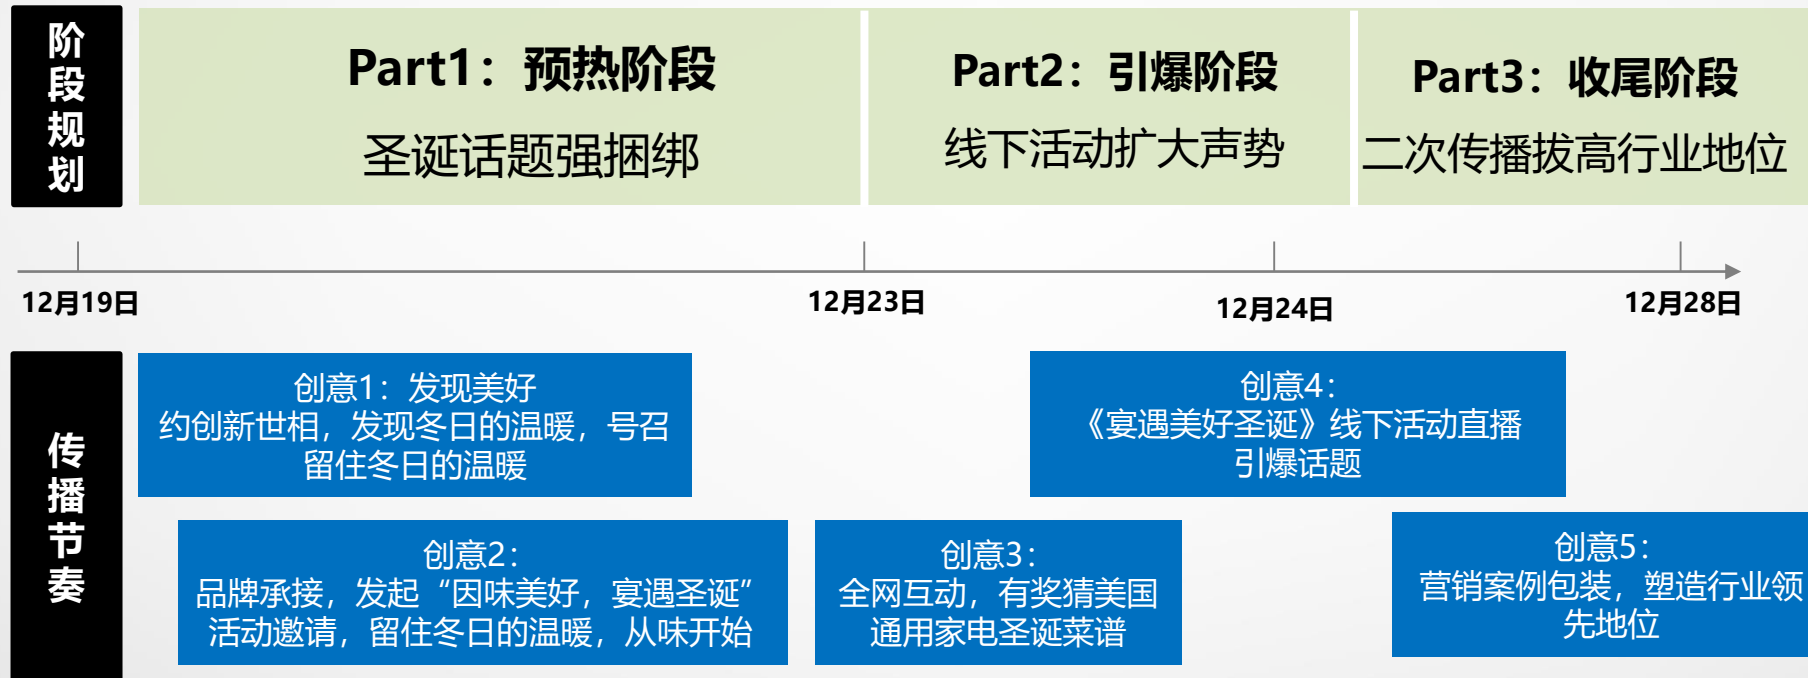 阶段规划
Part1：预热阶段
圣诞话题强捆绑
Part2：引爆阶段
线下活动扩大声势
Part3：收尾阶段
二次传播拔高行业地位
12月19日
12月23日
12月24日
12月28日
传播节奏
创意1：发现美好
约创新世相，发现冬日的温暖，号召
留住冬日的温暖
创意2：
品牌承接，发起“因味美好，宴遇圣诞”
活动邀请，留住冬日的温暖，从味开始
创意3：
全网互动，有奖猜美国
通用家电圣诞菜谱
创意4：
《宴遇美好圣诞》线下活动直播
引爆话题
创意5：
营销案例包装，塑造行业领
先地位